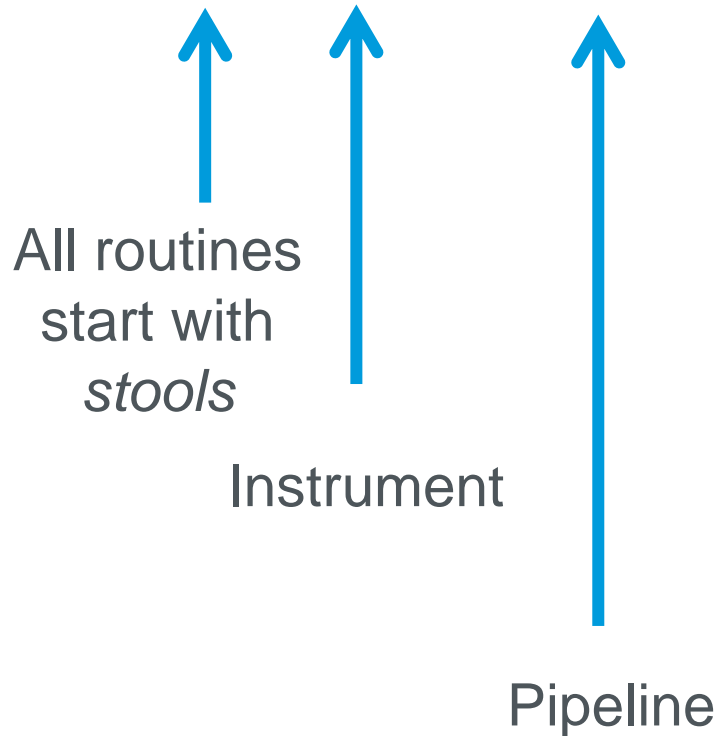 All routines
start with
stools
Instrument
Pipeline